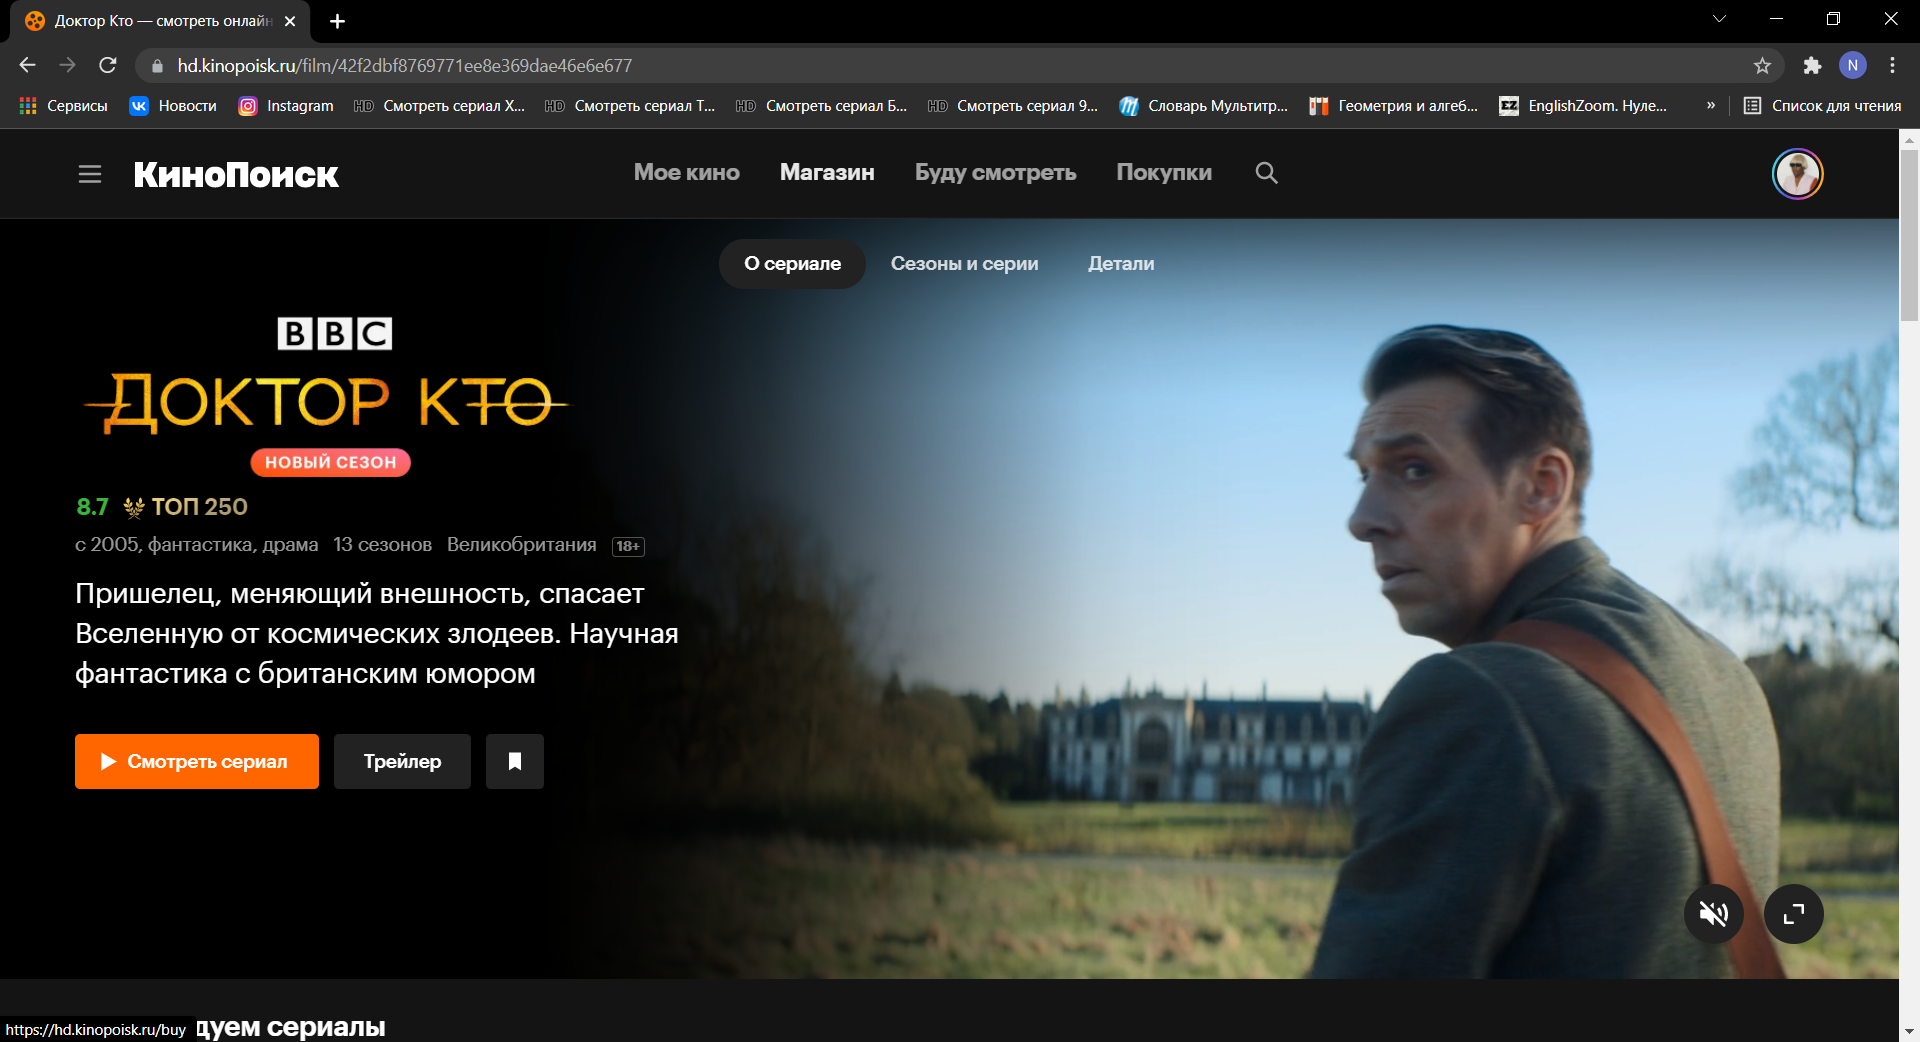 Доктор Кто — смотреть онлайн
hd.kinopoisk.ru/film/42f2dbf8769771ee8e369dae46e6e677
N
Сервисы
Новости
Instagram
HD Смотреть сериал Х...
HD Смотреть сериал Т...
HD Смотреть сериал Б...
HD Смотреть сериал 9...
Словарь Мультитр...
Геометрия и алгеб...
EZ EnglishZoom. Нуле...
»
Список для чтения
КиноПоиск
Мое кино
Магазин
Буду смотреть
Покупки
О сериале
Сезоны и серии
Детали
BBC
ДОКТОР КТО
НОВЫЙ СЕЗОН
8.7 ТОП 250
с 2005, фантастика, драма 13 сезонов Великобритания 18+
Пришелец, меняющий внешность, спасает
Вселенную от космических злодеев. Научная
фантастика с британским юмором
Смотреть сериал
Трейлер
https://hd.kinopoisk.ru/buy
дуем сериалы